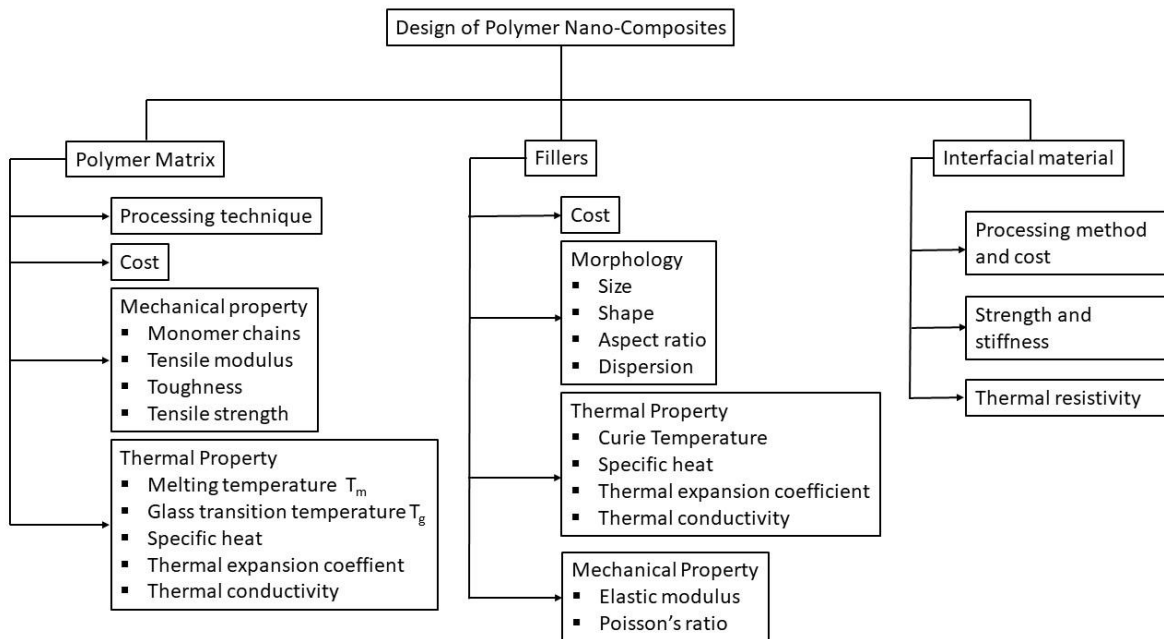 Design of Polymer Nano-Composites
Polymer Matrix
Processing technique
Cost
Mechanical property
▪ Monomer chains
▪ Tensile modulus
▪ Toughness
▪ Tensile strength
Thermal Property
▪ Melting temperature Tm
▪ Glass transition temperature Tg
▪ Specific heat
▪ Thermal expansion coeffient
▪ Thermal conductivity
Fillers
Cost
Morphology
▪ Size
▪ Shape
▪ Aspect ratio
▪ Dispersion
Thermal Property
▪ Curie Temperature
▪ Specific heat
▪ Thermal expansion coefficient
▪ Thermal conductivity
Mechanical Property
▪ Elastic modulus
▪ Poisson's ratio
Interfacial material
Processing method
and cost
Strength and
stiffness
Thermal resistivity